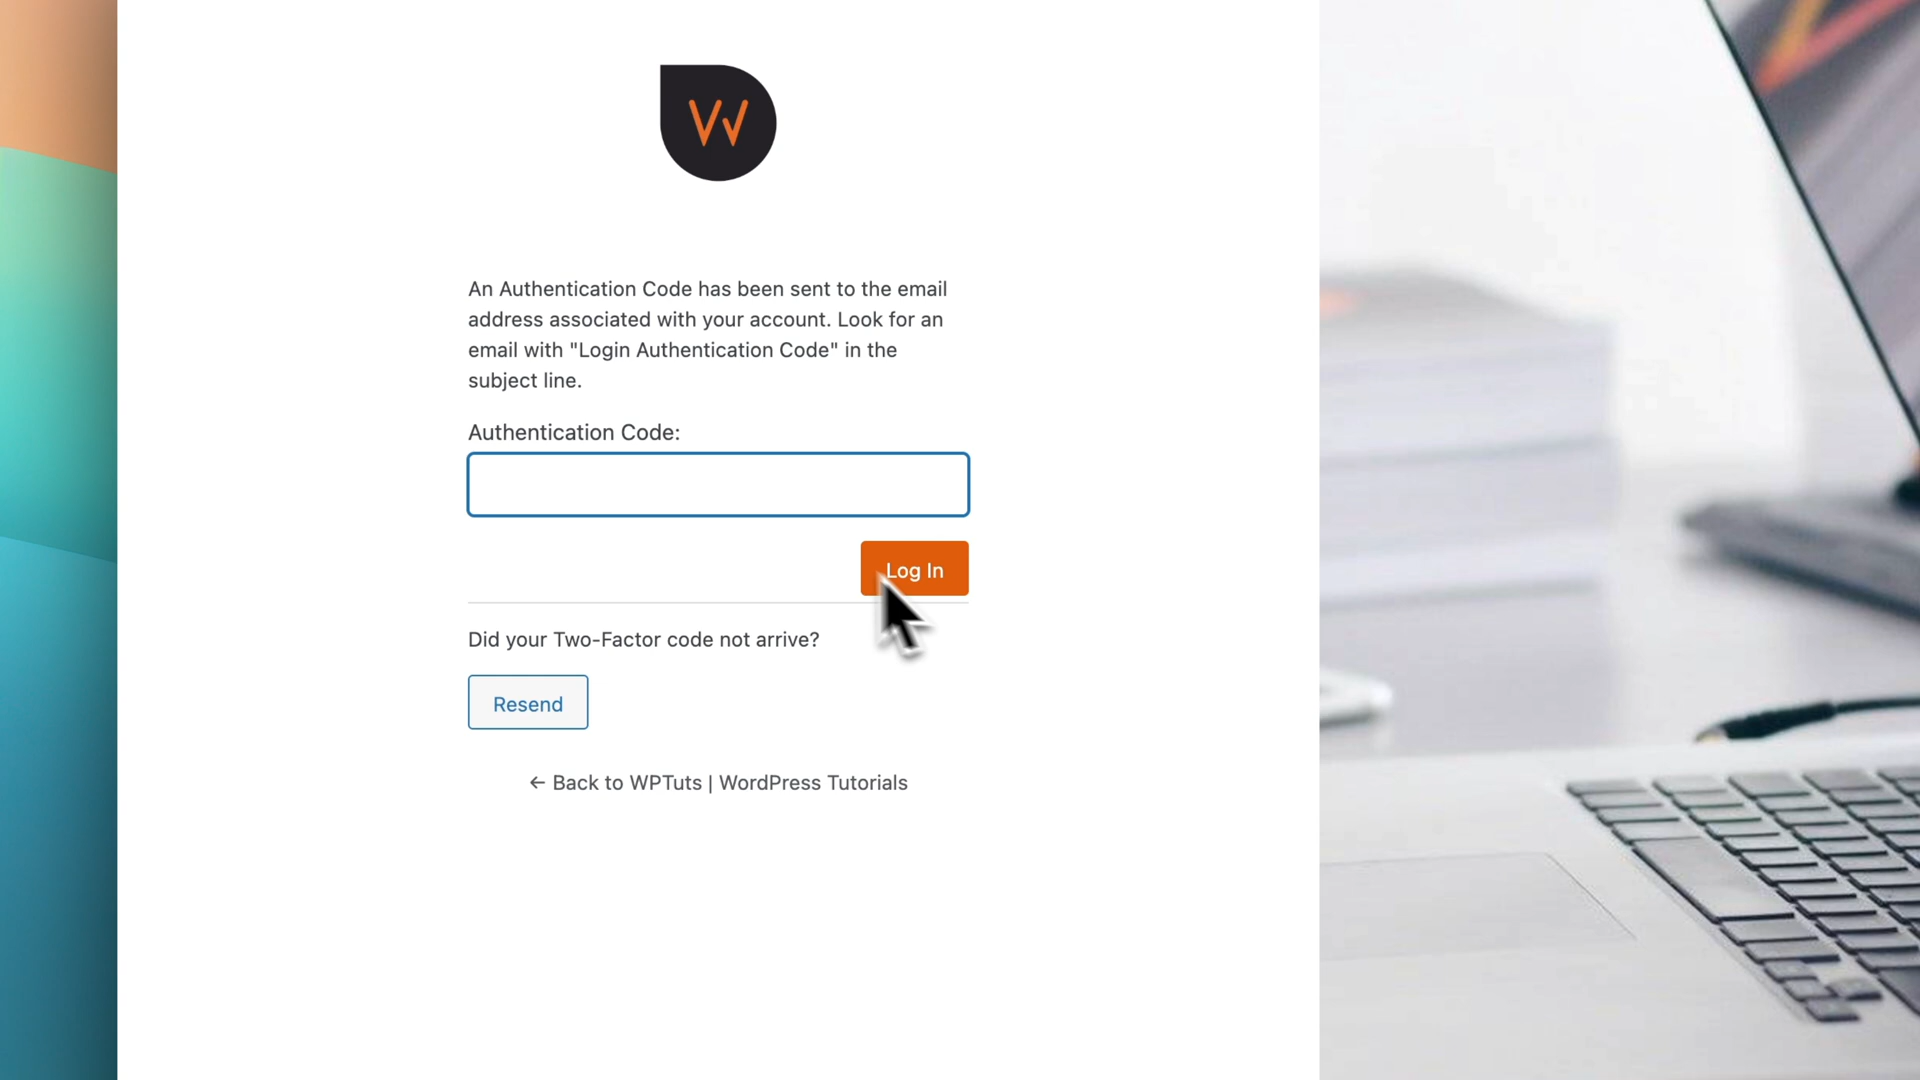 An Authentication Code has been sent to the email
address associated with your account. Look for an
email with "Login Authentication Code" in the
subject line.
Authentication Code:
Log In
Did your Two-Factor code not arrive?
Resend
← Back to WPTuts | WordPress Tutorials